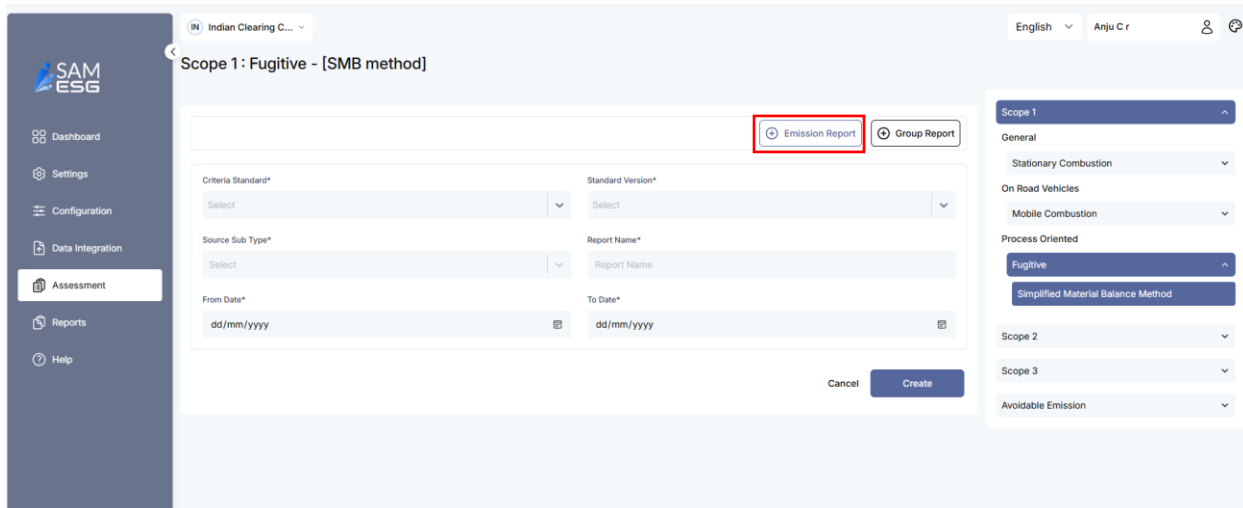 IN Indian Clearing C...
English
Anju C r
SAM
ESG
Scope 1 : Fugitive - [SMB method]
Dashboard
Settings
Configuration
Data Integration
Assessment
Reports
Help
Emission Report
Group Report
Criteria Standard*
Standard Version*
Select
Select
Source Sub Type*
Report Name*
Select
Report Name
From Date*
To Date*
dd/mm/yyyy
dd/mm/yyyy
Cancel
Create
Scope 1
General
Stationary Combustion
On Road Vehicles
Mobile Combustion
Process Oriented
Fugitive
Simplified Material Balance Method
Scope 2
Scope 3
Avoidable Emission